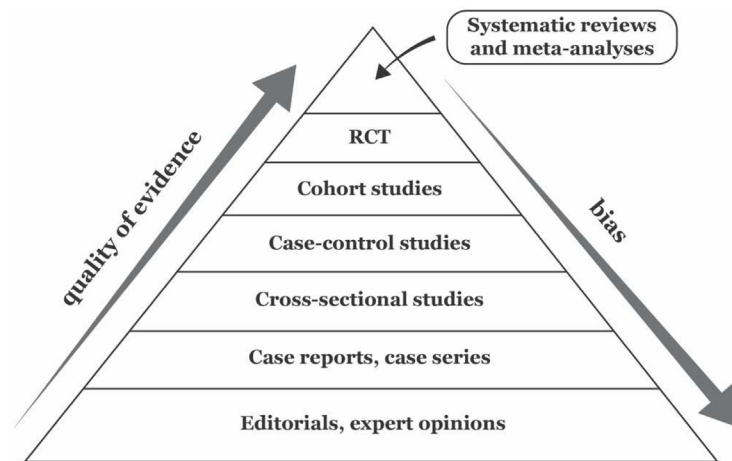 Systematic reviews
and meta-analyses
RCT
Cohort studies
Case-control studies
Cross-sectional studies
Case reports, case series
Editorials, expert opinions
quality of evidence
bias